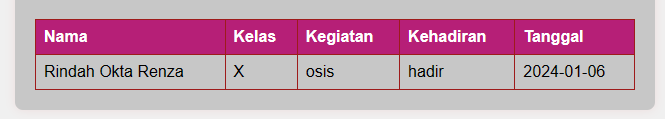 Nama Kelas Kegiatan Kehadiran Tanggal
Rindah Okta Renza X osis hadir 2024-01-06